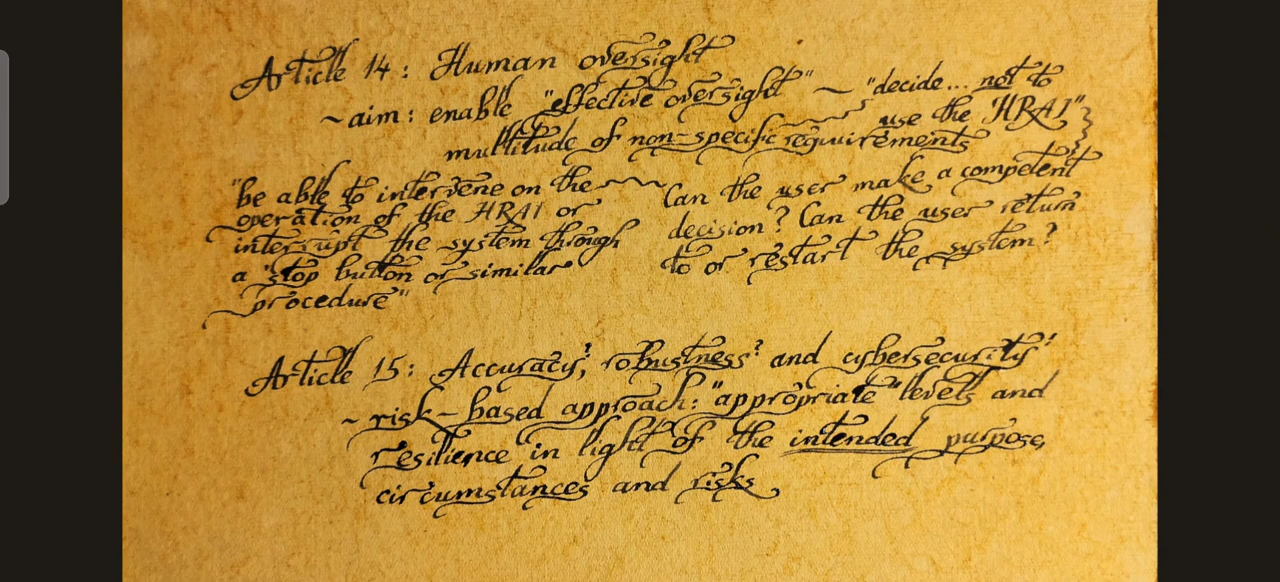 Article 14: Human oversight
~aim: enable "effective oversight" ~ "decide... not to
use the HRAI"
multitude of non-specific requirements
"be able to intervene on the
operation of the HRAI or
interrupt the system through
a "stop button or similar
procedure"
Can the user make a competent
decision? Can the user return
to or restart the system?
Article 15: Accuracy?, robustness? and cybersecurity?
~ risk-based approach: "appropriate" levels and
resilience in light of the intended purpose,
circumstances and risks